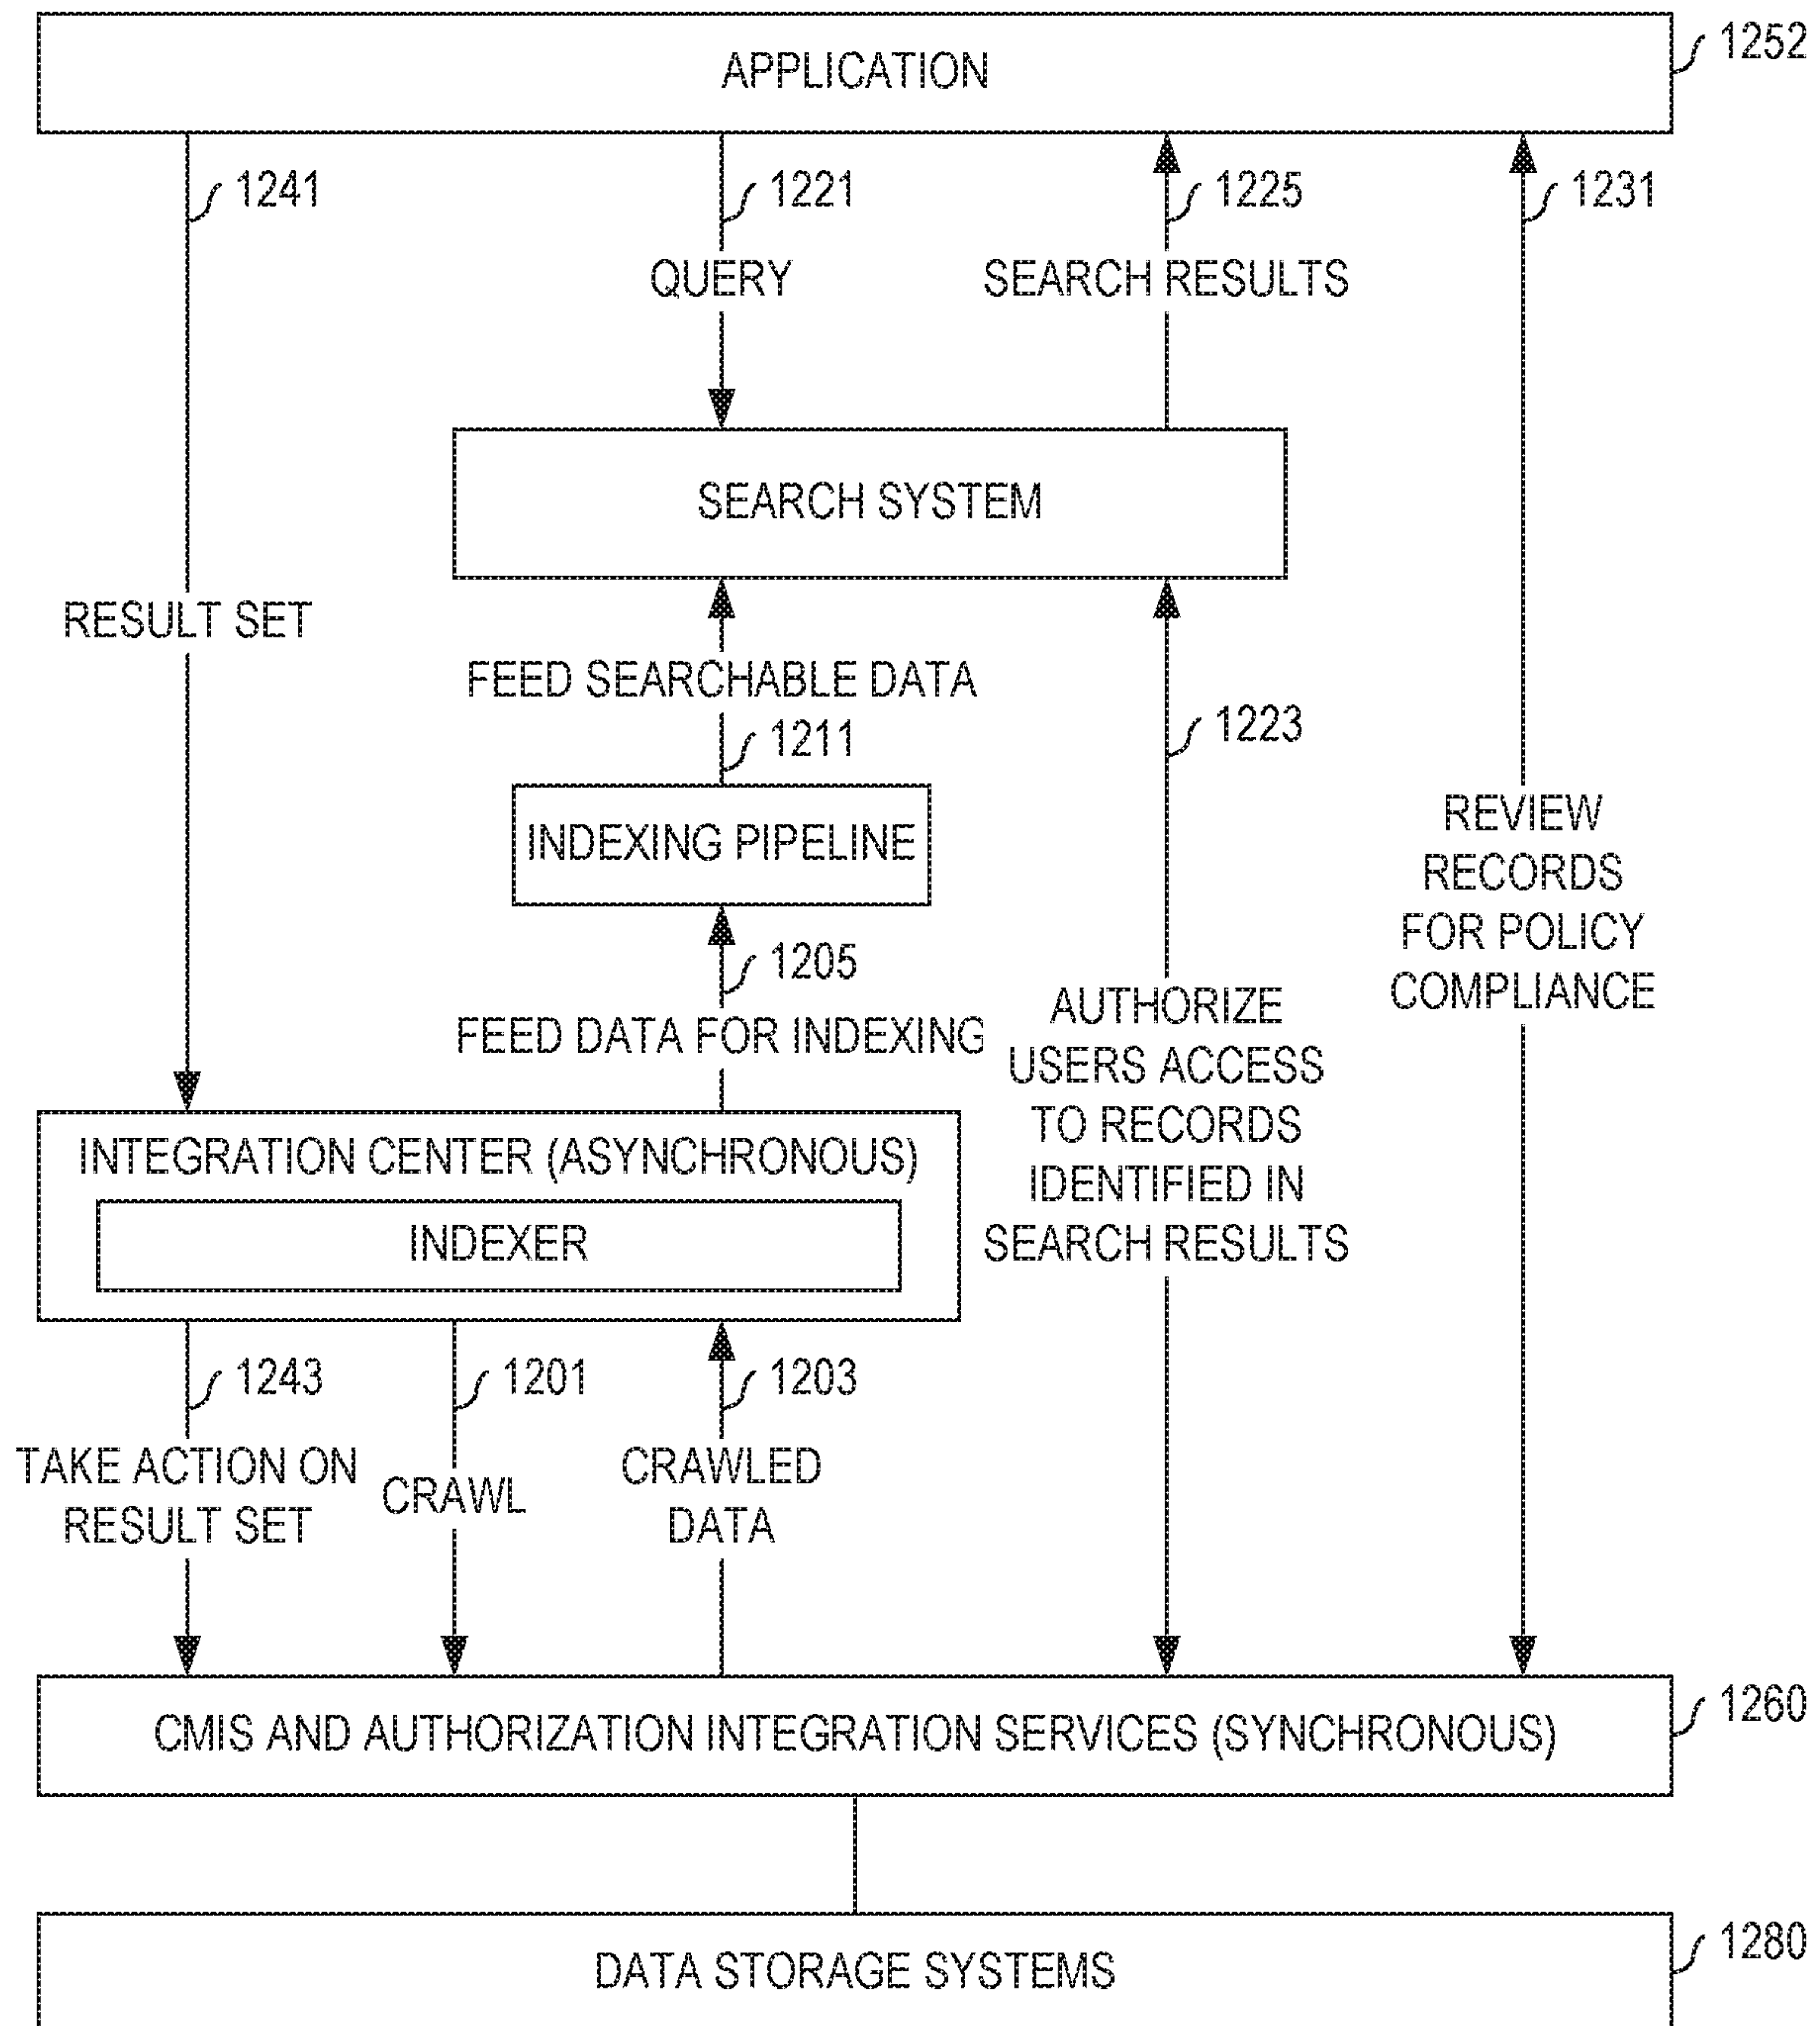 APPLICATION
1252
1241
1221
1225
1231
QUERY
SEARCH RESULTS
SEARCH SYSTEM
RESULT SET
FEED SEARCHABLE DATA
1211
1223
INDEXING PIPELINE
REVIEW
RECORDS
FOR POLICY
COMPLIANCE
1205
FEED DATA FOR INDEXING
AUTHORIZE
USERS ACCESS
TO RECORDS
IDENTIFIED IN
SEARCH RESULTS
INTEGRATION CENTER (ASYNCHRONOUS)
INDEXER
1243
1201
1203
TAKE ACTION ON
RESULT SET
CRAWL
CRAWLED
DATA
CMIS AND AUTHORIZATION INTEGRATION SERVICES (SYNCHRONOUS)
1260
DATA STORAGE SYSTEMS
1280